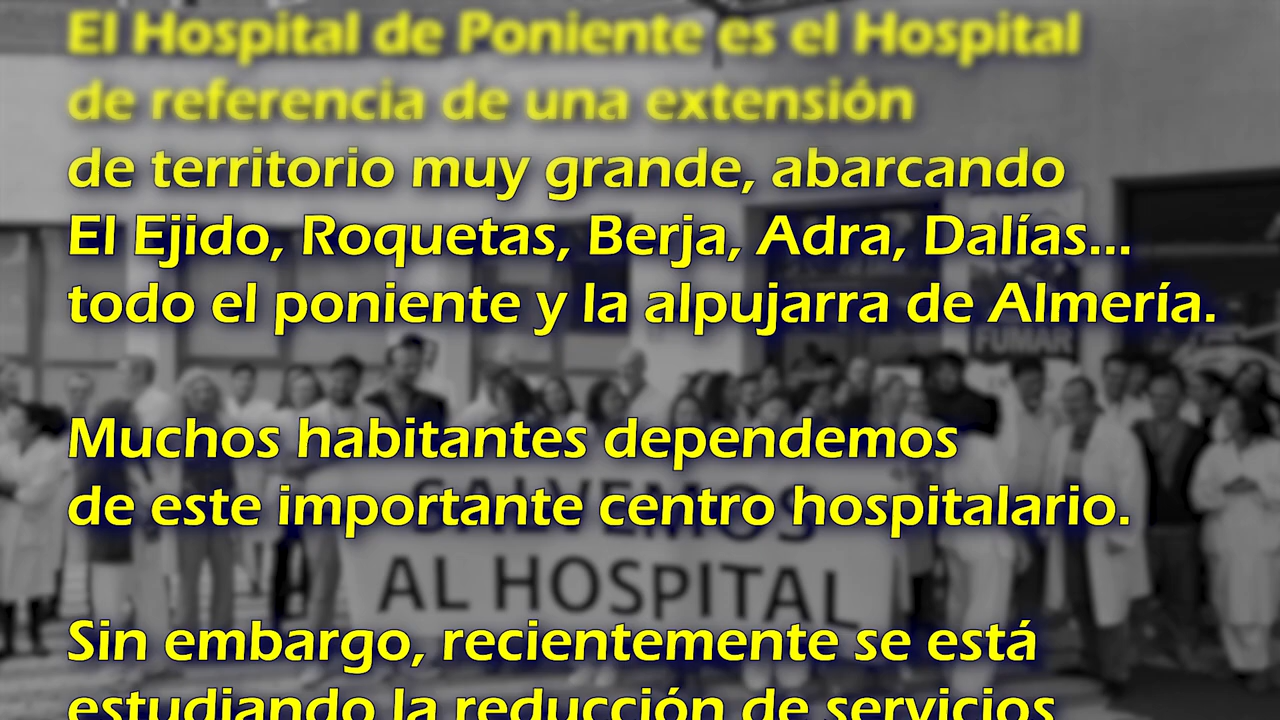 El Hospital de Poniente es el Hospital
de referencia de una extensión
de territorio muy grande, abarcando
El Ejido, Roquetas, Berja, Adra, Dalías...
todo el poniente y la alpujarra de Almería.
FUMAR
Muchos habitantes dependemos
de este importante centro hospitalario.
SALVEMOS
AL HOSPITAL
Sin embargo, recientemente se está
estudiando la reducción de servicios